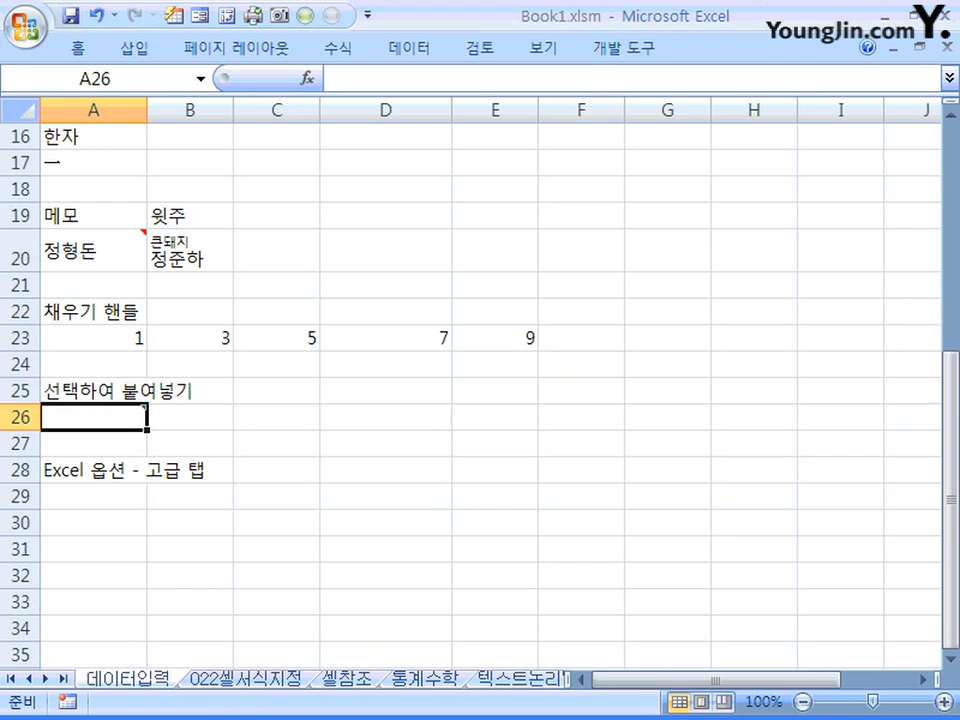 Book1.xlsm - Microsoft Excel
YoungJin.com Y.
홈 삽입 페이지 레이아웃 수식 데이터 검토 보기 개발 도구
A26 fx
A B C D E F G H I J
16 한자
17 一
18
19 메모 윗주
큰돼지
20 정형돈 정준하
21
22 채우기 핸들
23 1 3 5 7 9
24
25 선택하여 붙여넣기
26
27
28 Excel 옵션 - 고급 탭
29
30
31
32
33
34
35
데이터입력 022셀서식지정 셀참조 통계수학 텍스트논리
준비 100%